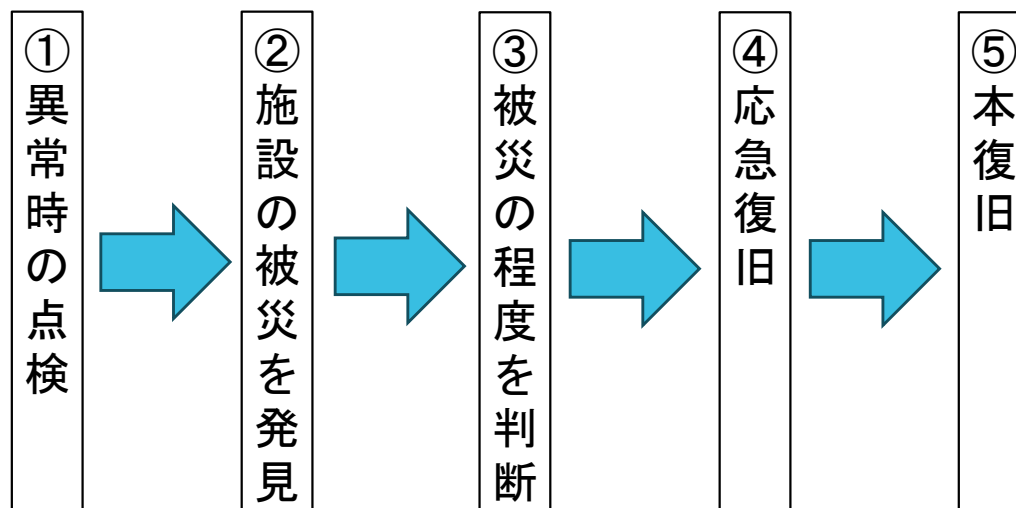 ①異常時の点検
②施設の被災を発見
③被災の程度を判断
④応急復旧
⑤本復旧